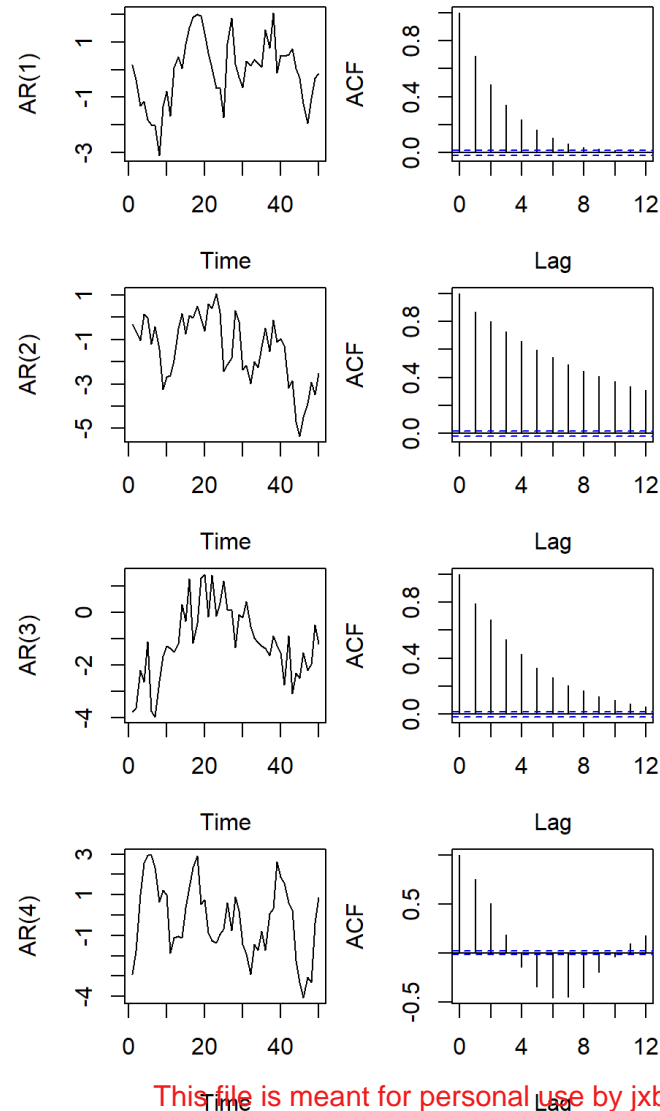 AR(1)
1
-1
-3
0 20 40
Time
ACF
0.8
0.4
0.0
0 4 8 12
Lag
AR(2)
1
-1
-3
-5
0 20 40
Time
ACF
0.8
0.4
0.0
0 4 8 12
Lag
AR(3)
0
-2
-4
0 20 40
Time
ACF
0.8
0.4
0.0
0 4 8 12
Lag
AR(4)
3
1
-1
-4
0 20 40
Time
ACF
0.5
-0.5
0 4 8 12
Lag
This file is meant for personal use by jxb